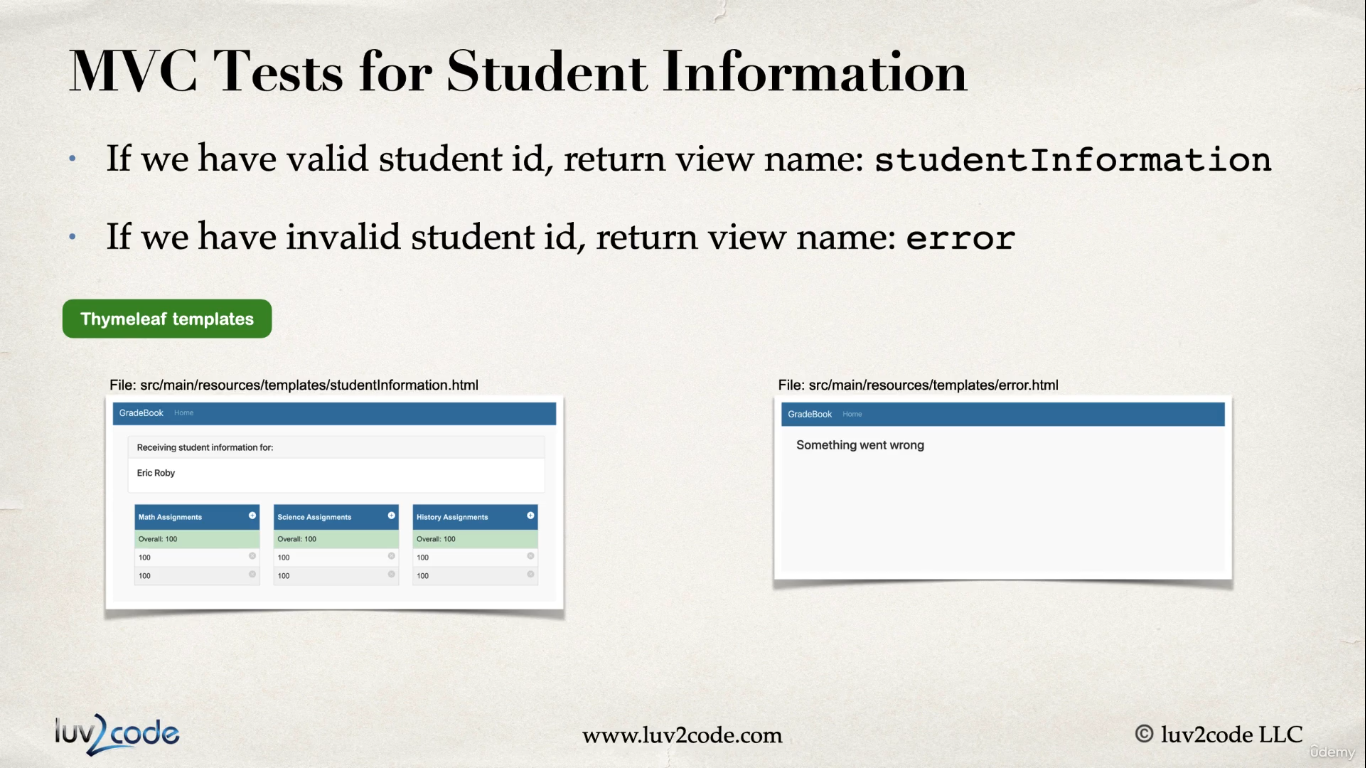 MVC Tests for Student Information
• If we have valid student id, return view name: studentInformation
• If we have invalid student id, return view name: error
Thymeleaf templates
File: src/main/resources/templates/studentInformation.html
GradeBook Home
Receiving student information for:
Eric Roby
Math Assignments
Overall: 100
100
100
Science Assignments
Overall: 100
100
100
History Assignments
Overall: 100
100
100
File: src/main/resources/templates/error.html
GradeBook Home
Something went wrong
luv2code
www.luv2code.com
© luv2code LLC
ûdemy